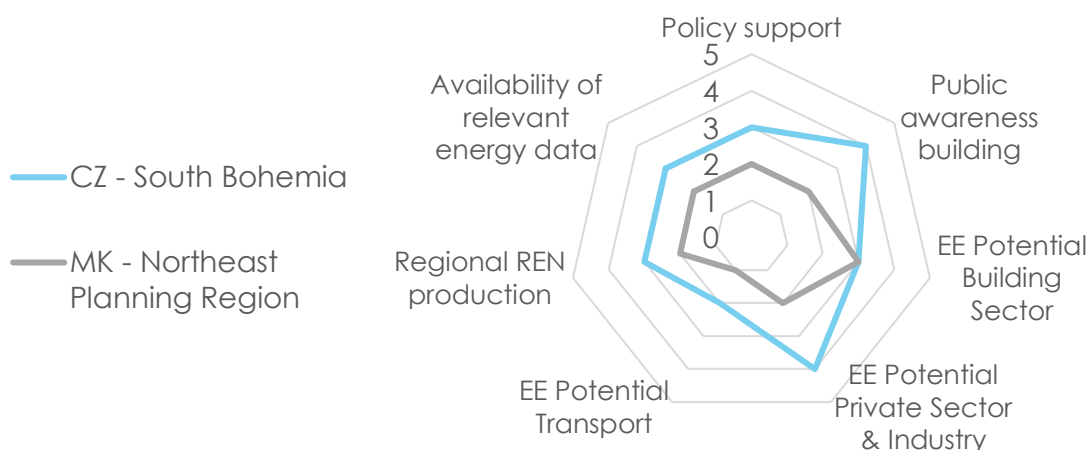 Policy support
5
4
3
2
1
0
Availability of
relevant
energy data
Public
awareness
building
CZ - South Bohemia
MK - Northeast
Planning Region
Regional REN
production
EE Potential
Building
Sector
EE Potential
Transport
EE Potential
Private Sector
& Industry